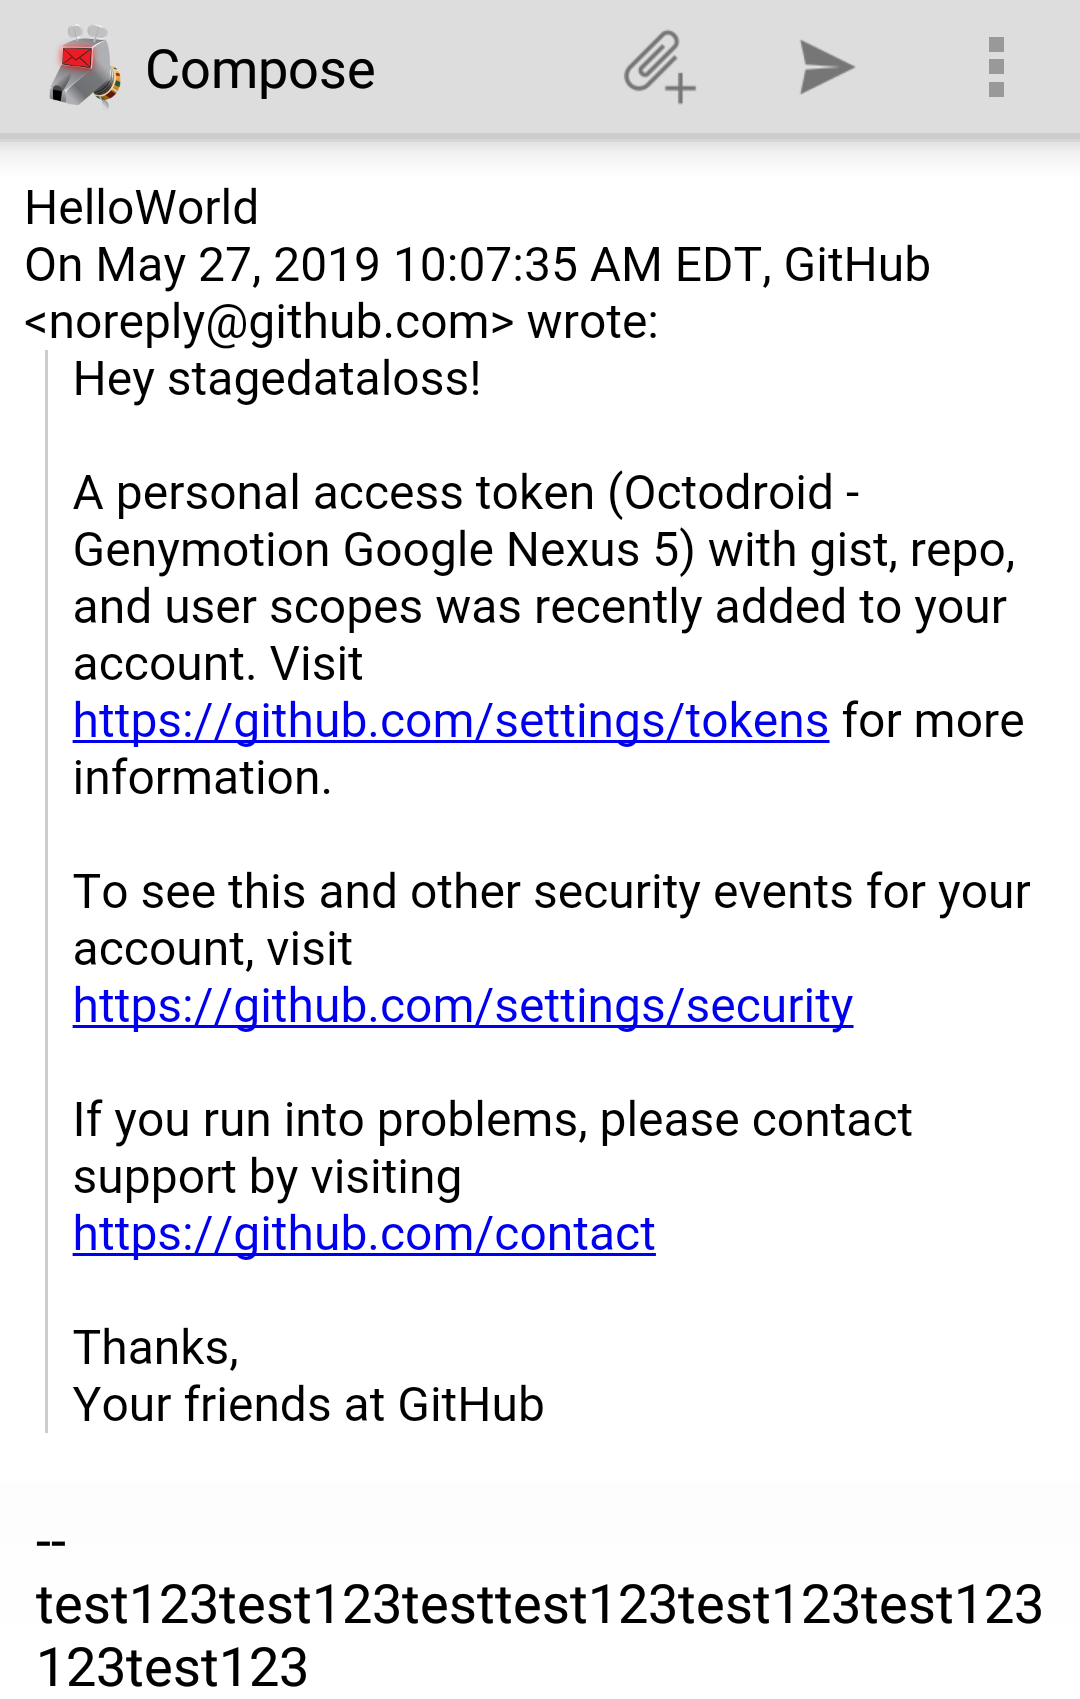 Compose
HelloWorld
On May 27, 2019 10:07:35 AM EDT, GitHub
<noreply@github.com> wrote:
Hey stagedataloss!
A personal access token (Octodroid -
Genymotion Google Nexus 5) with gist, repo,
and user scopes was recently added to your
account. Visit
https://github.com/settings/tokens for more
information.
To see this and other security events for your
account, visit
https://github.com/settings/security
If you run into problems, please contact
support by visiting
https://github.com/contact
Thanks,
Your friends at GitHub
--
test123test123testtest123test123test123
123test123